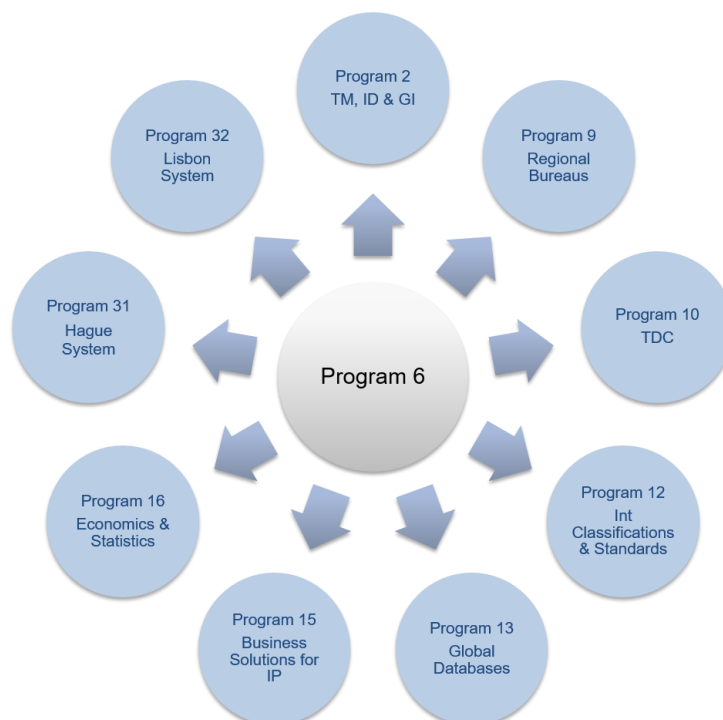 Program 2
TM, ID & GI
Program 9
Regional
Bureaus
Program 10
TDC
Program 12
Int
Classifications
& Standards
Program 13
Global
Databases
Program 15
Business
Solutions for
IP
Program 16
Economics &
Statistics
Program 31
Hague
System
Program 32
Lisbon
System
Program 6